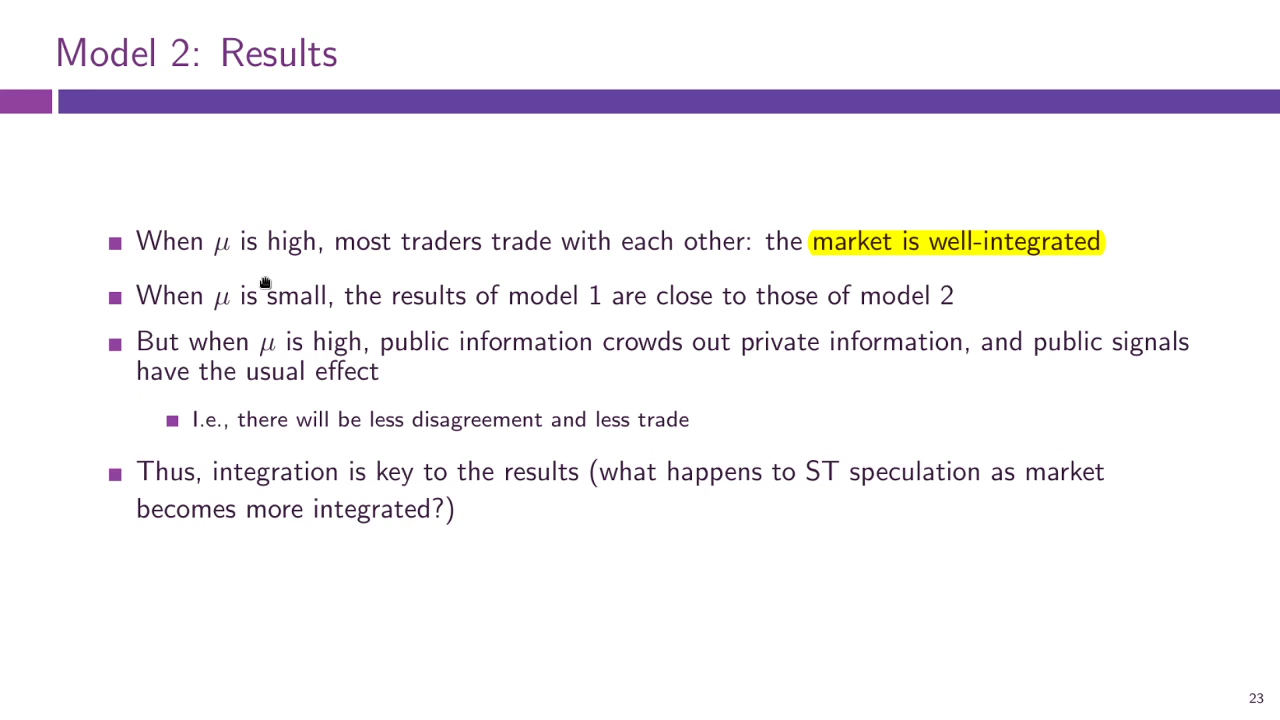 Model 2: Results
When μ is high, most traders trade with each other: the market is well-integrated
When μ is small, the results of model 1 are close to those of model 2
But when μ is high, public information crowds out private information, and public signals
have the usual effect
I.e., there will be less disagreement and less trade
Thus, integration is key to the results (what happens to ST speculation as market
becomes more integrated?)
23